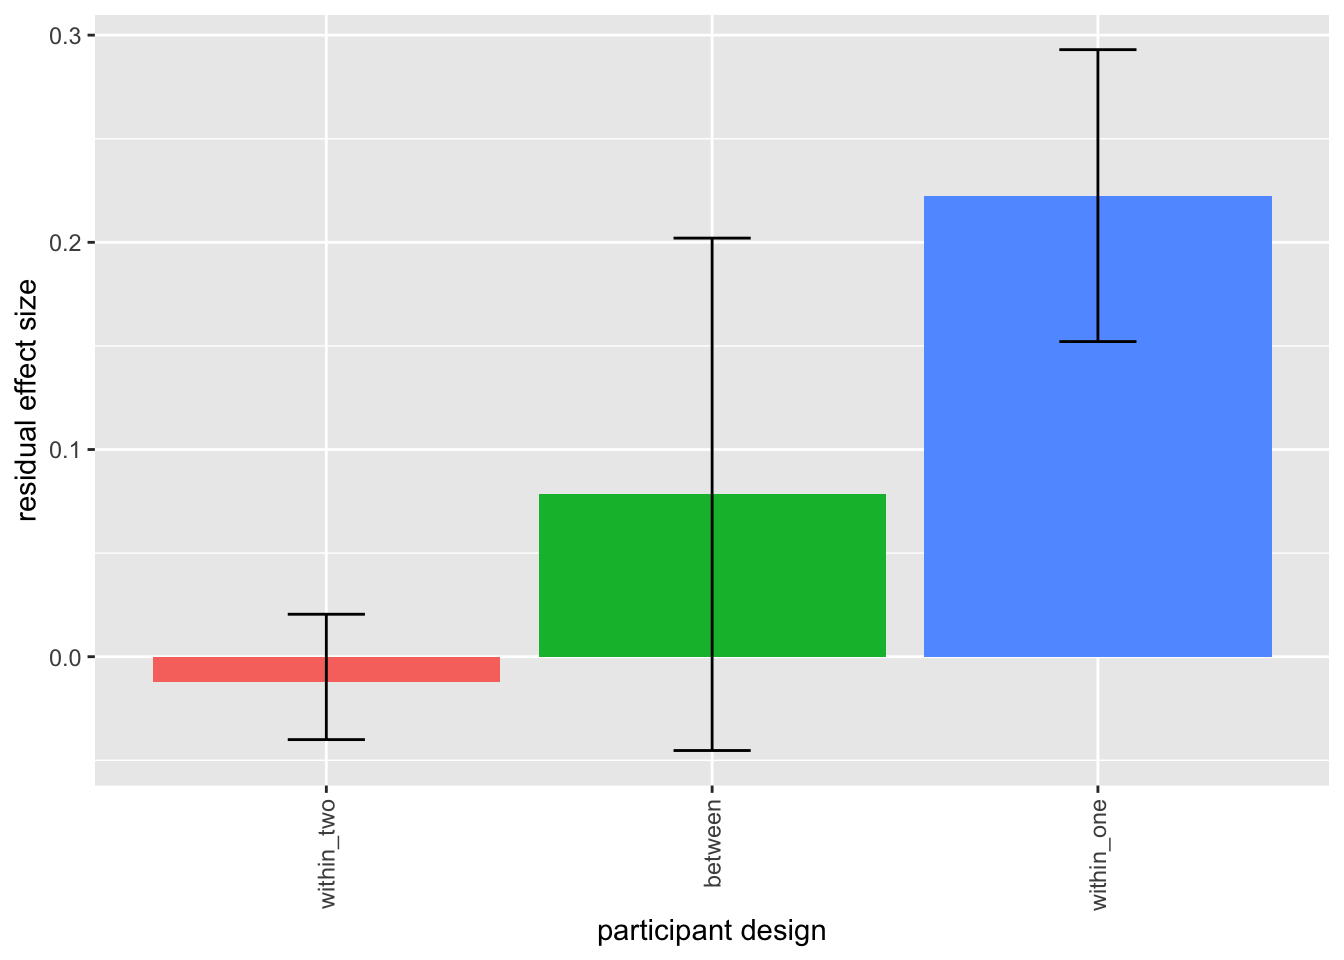 0.3
0.2
0.1
0.0
residual effect size
within_two
between
within_one
participant design